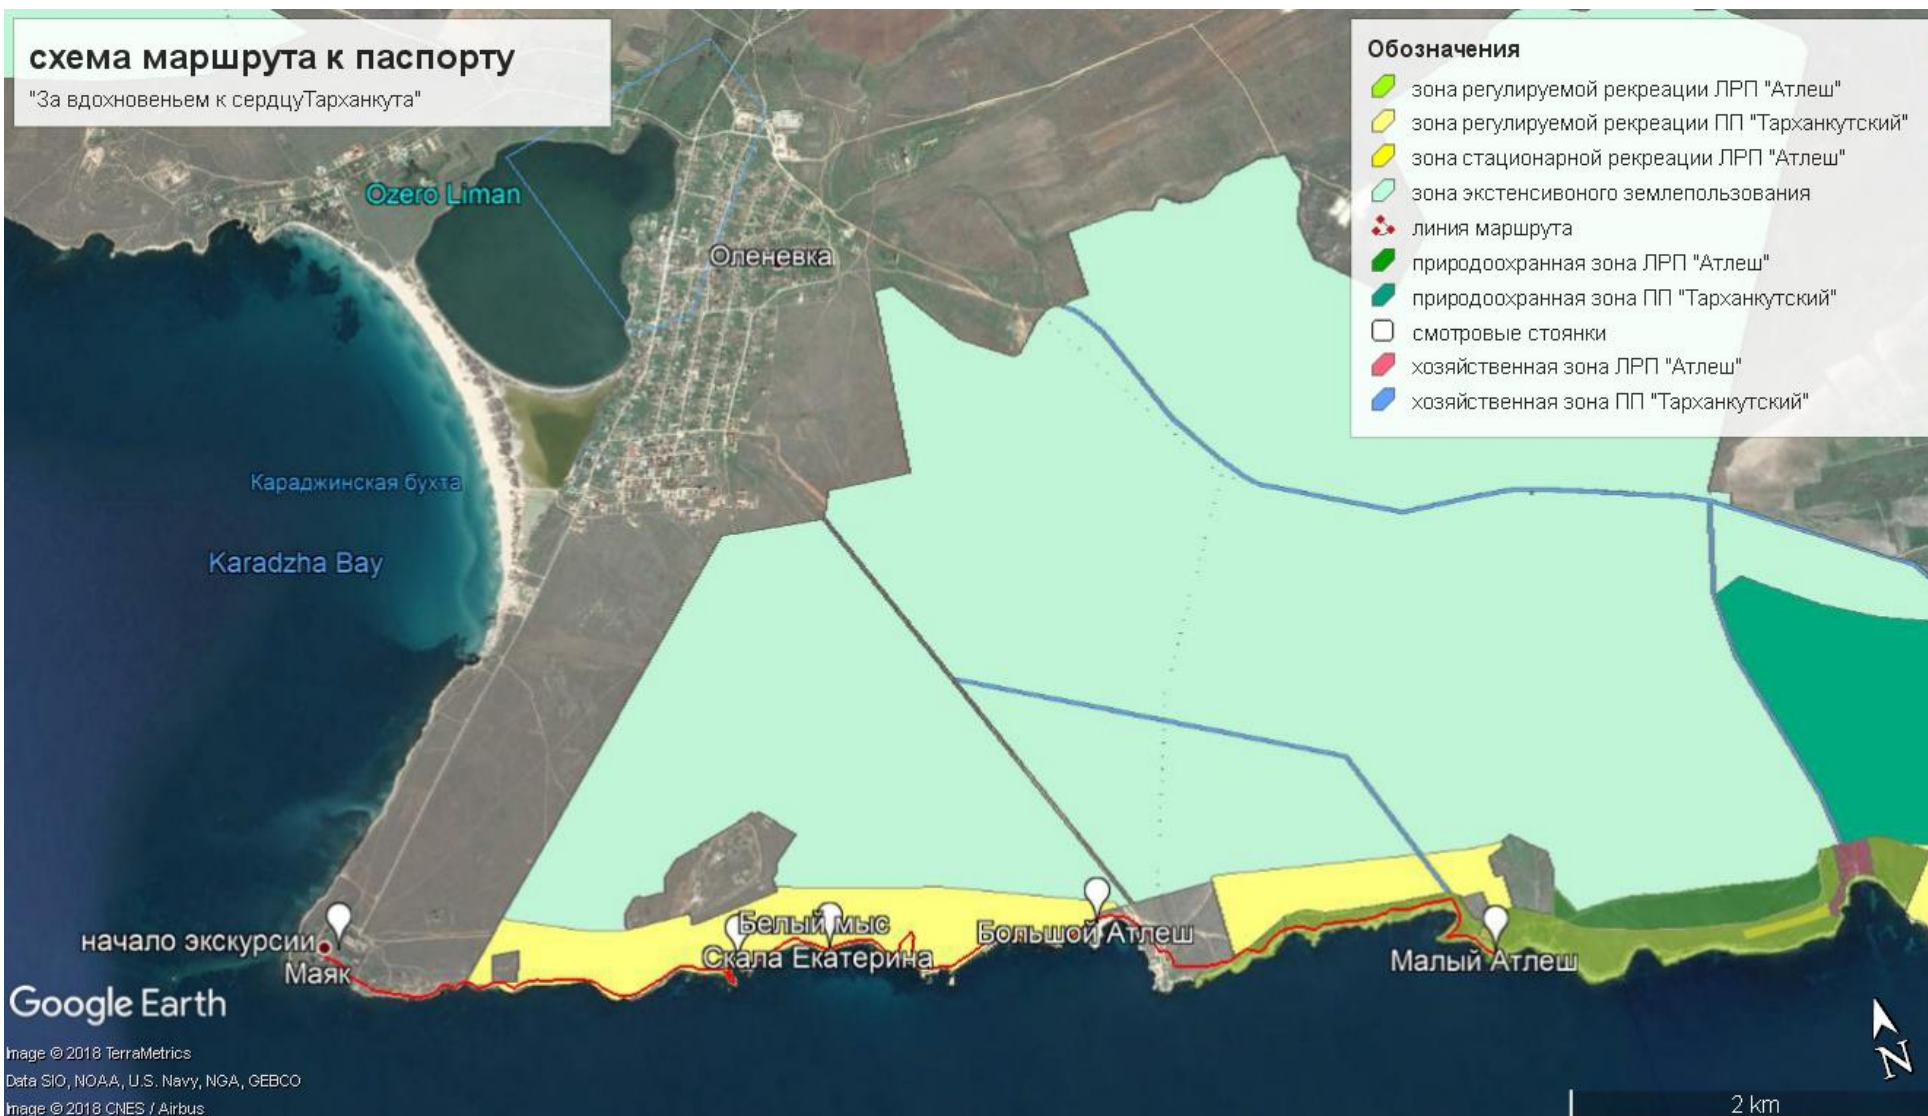 схема маршрута к паспорту
"За вдохновеньем к сердцуТарханкута"
Обозначения
зона регулируемой рекреации ЛРП "Атлеш"
зона регулируемой рекреации ПП "Тарханкутский"
зона стационарной рекреации ЛРП "Атлеш"
зона экстенсивоного землепользования
линия маршрута
природоохранная зона ЛРП "Атлеш"
природоохранная зона ПП "Тарханкутский"
смотровые стоянки
хозяйственная зона ЛРП "Атлеш"
хозяйственная зона ПП "Тарханкутский"
Ozero Liman
Оленевка
Караджинская бухта
Karadzha Bay
начало экскурсии
Маяк
Белый мыс
Скала Екатерина
Большой Атлеш
Малый Атлеш
Google Earth
Image © 2018 TerraMetrics
Data SIO, NOAA, U.S. Navy, NGA, GEBCO
Image © 2018 CNES / Airbus
N
2 km